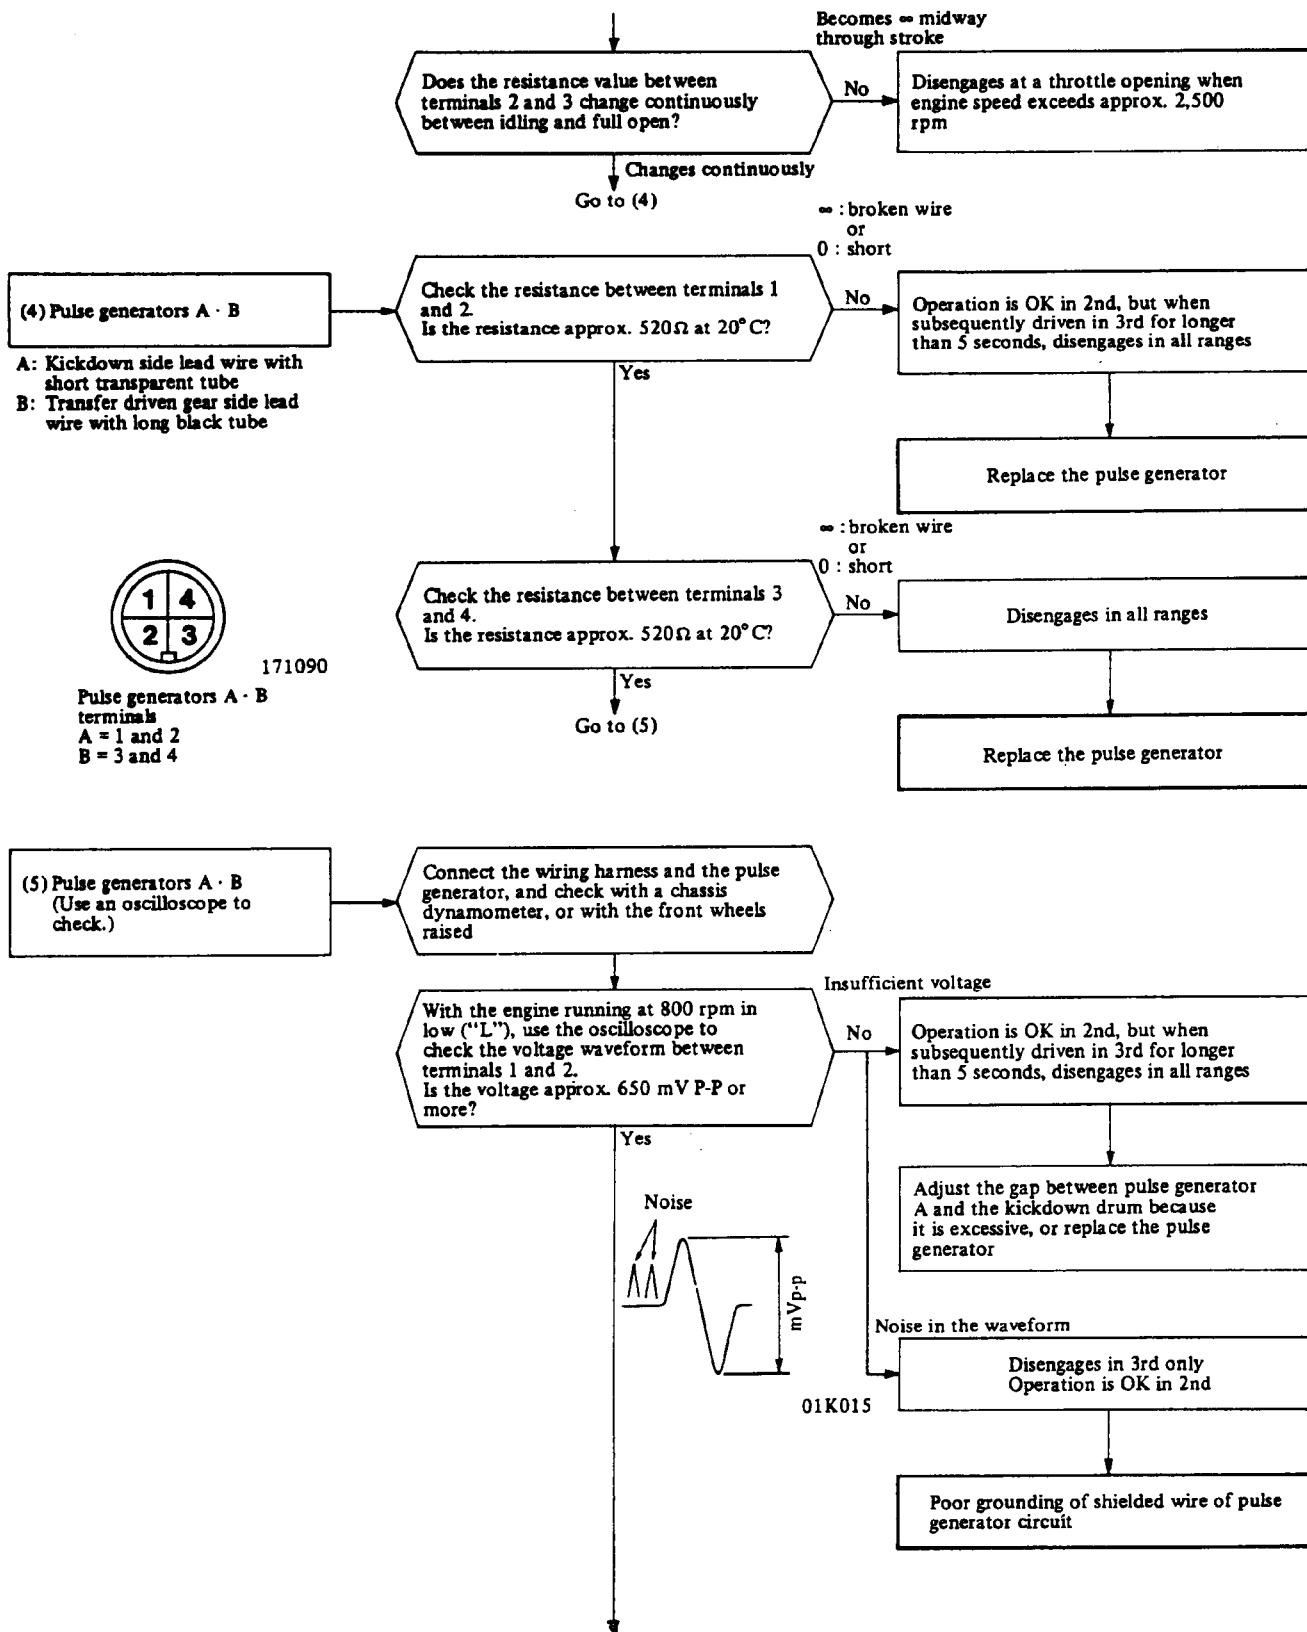 Becomes ∞ midway
through stroke
Does the resistance value between
terminals 2 and 3 change continuously
between idling and full open?
No
Disengages at a throttle opening when
engine speed exceeds approx. 2,500
rpm
Changes continuously
Go to (4)
∞ : broken wire
or
0 : short
(4) Pulse generators A · B
Check the resistance between terminals 1
and 2.
Is the resistance approx. 520Ω at 20°C?
No
Operation is OK in 2nd, but when
subsequently driven in 3rd for longer
than 5 seconds, disengages in all ranges
A: Kickdown side lead wire with
short transparent tube
B: Transfer driven gear side lead
wire with long black tube
Yes
Replace the pulse generator
∞ : broken wire
or
0 : short
1 4
2 3
171090
Pulse generators A · B
terminals
A = 1 and 2
B = 3 and 4
Check the resistance between terminals 3
and 4.
Is the resistance approx. 520Ω at 20°C?
No
Disengages in all ranges
Yes
Go to (5)
Replace the pulse generator
(5) Pulse generators A · B
(Use an oscilloscope to
check.)
Connect the wiring harness and the pulse
generator, and check with a chassis
dynamometer, or with the front wheels
raised
Insufficient voltage
With the engine running at 800 rpm in
low (“L”), use the oscilloscope to
check the voltage waveform between
terminals 1 and 2.
Is the voltage approx. 650 mV P-P or
more?
No
Operation is OK in 2nd, but when
subsequently driven in 3rd for longer
than 5 seconds, disengages in all ranges
Yes
Adjust the gap between pulse generator
A and the kickdown drum because
it is excessive, or replace the pulse
generator
Noise
mVp-p
01K015
Noise in the waveform
Disengages in 3rd only
Operation is OK in 2nd
Poor grounding of shielded wire of pulse
generator circuit